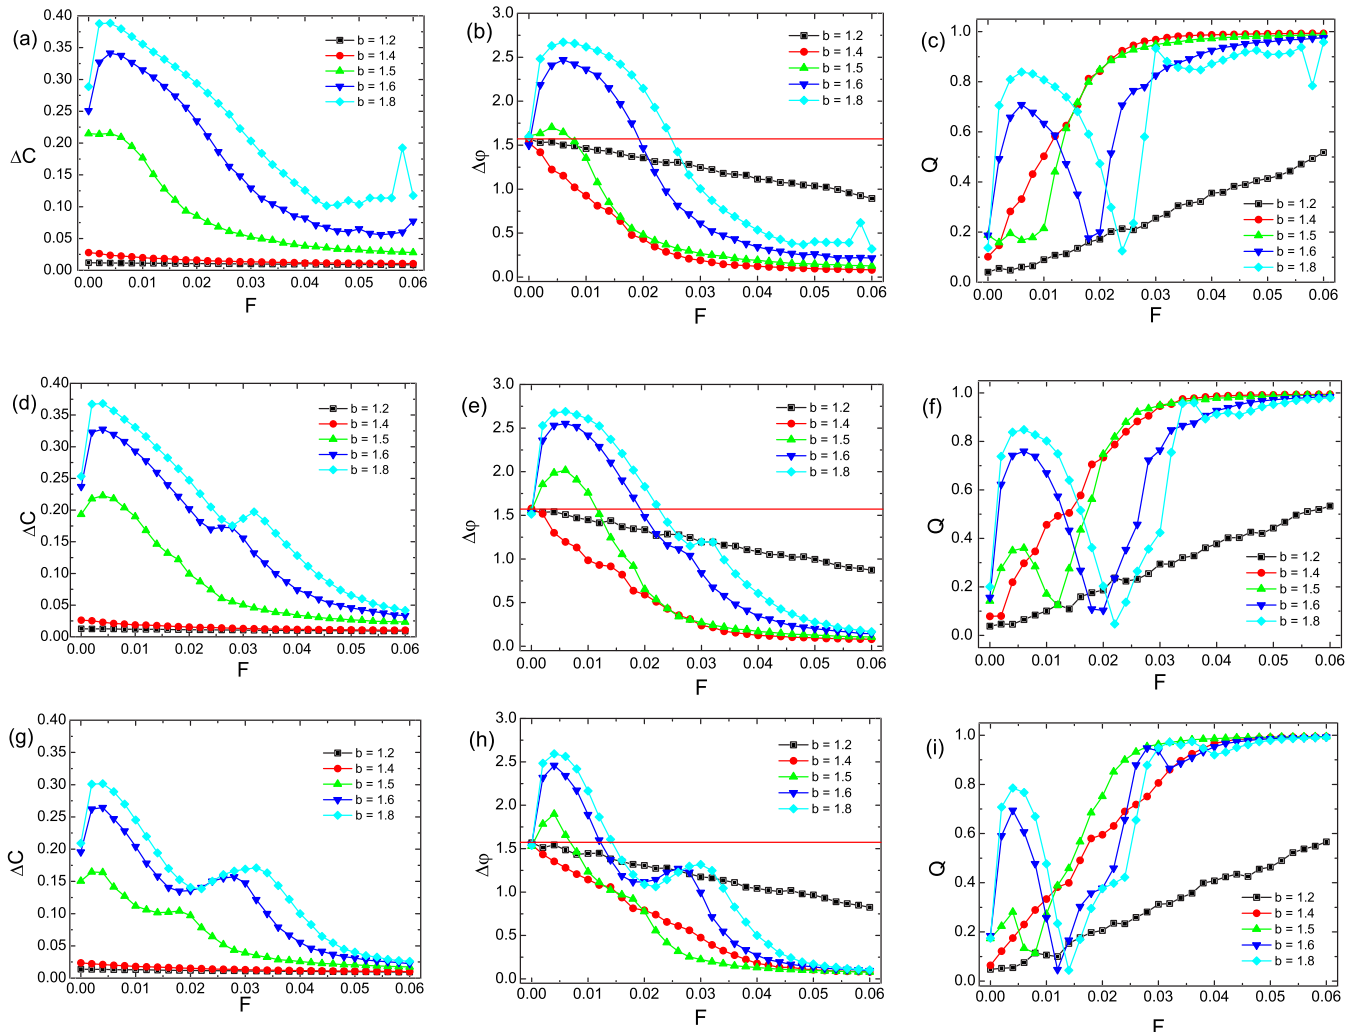 (a)
0.40
0.35
0.30
0.25
0.20
0.15
0.10
0.05
0.00
ΔC
b = 1.2
b = 1.4
b = 1.5
b = 1.6
b = 1.8
0.00 0.01 0.02 0.03 0.04 0.05 0.06
F
(b)
3.0
2.5
2.0
1.5
1.0
0.5
0.0
Δφ
b = 1.2
b = 1.4
b = 1.5
b = 1.6
b = 1.8
0.00 0.01 0.02 0.03 0.04 0.05 0.06
F
(c)
1.0
0.8
0.6
0.4
0.2
0.0
Q
b = 1.2
b = 1.4
b = 1.5
b = 1.6
b = 1.8
0.00 0.01 0.02 0.03 0.04 0.05 0.06
F
(d)
0.40
0.35
0.30
0.25
0.20
0.15
0.10
0.05
0.00
ΔC
b = 1.2
b = 1.4
b = 1.5
b = 1.6
b = 1.8
0.00 0.01 0.02 0.03 0.04 0.05 0.06
F
(e)
3.0
2.5
2.0
1.5
1.0
0.5
0.0
Δφ
b = 1.2
b = 1.4
b = 1.5
b = 1.6
b = 1.8
0.00 0.01 0.02 0.03 0.04 0.05 0.06
F
(f)
1.0
0.8
0.6
0.4
0.2
0.0
Q
b = 1.2
b = 1.4
b = 1.5
b = 1.6
b = 1.8
0.00 0.01 0.02 0.03 0.04 0.05 0.06
F
(g)
0.40
0.35
0.30
0.25
0.20
0.15
0.10
0.05
0.00
ΔC
b = 1.2
b = 1.4
b = 1.5
b = 1.6
b = 1.8
0.00 0.01 0.02 0.03 0.04 0.05 0.06
F
(h)
3.0
2.5
2.0
1.5
1.0
0.5
0.0
Δφ
b = 1.2
b = 1.4
b = 1.5
b = 1.6
b = 1.8
0.00 0.01 0.02 0.03 0.04 0.05 0.06
F
(i)
1.0
0.8
0.6
0.4
0.2
0.0
Q
b = 1.2
b = 1.4
b = 1.5
b = 1.6
b = 1.8
0.00 0.01 0.02 0.03 0.04 0.05 0.06
F